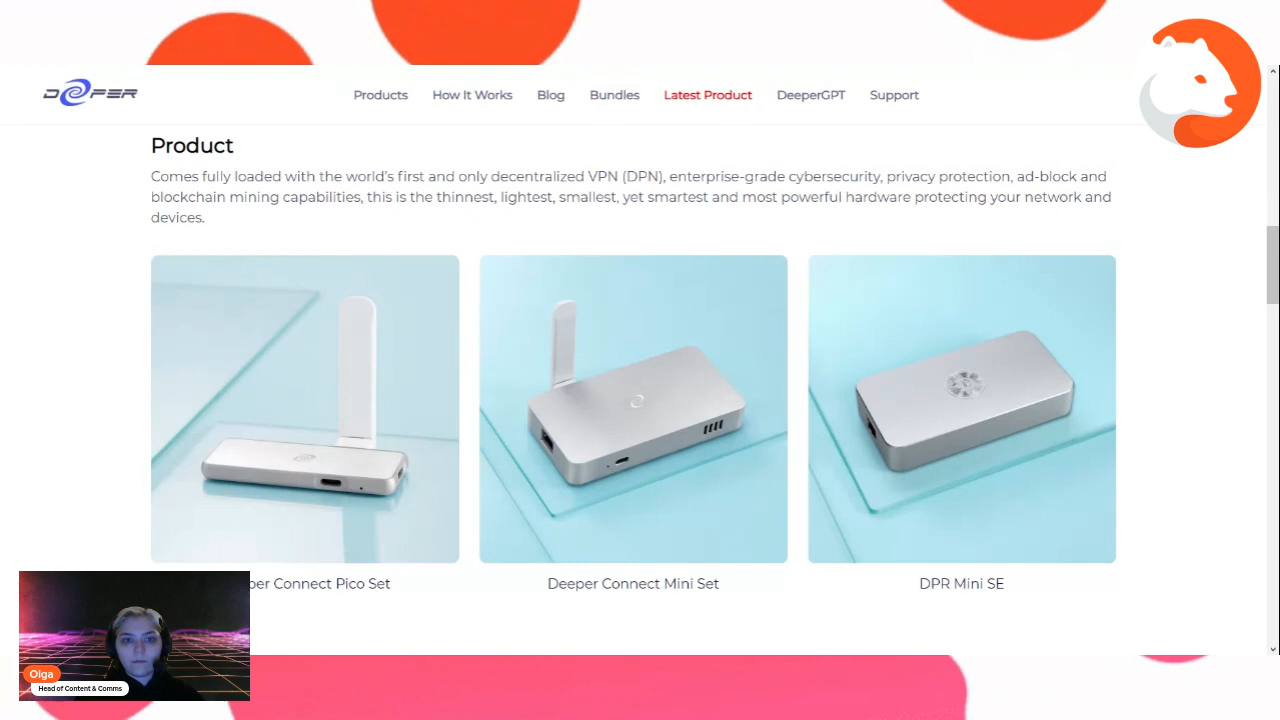 DEEPER
Products How It Works Blog Bundles Latest Product DeeperGPT Support
Product
Comes fully loaded with the world's first and only decentralized VPN (DPN), enterprise-grade cybersecurity, privacy protection, ad-block and
blockchain mining capabilities, this is the thinnest, lightest, smallest, yet smartest and most powerful hardware protecting your network and
devices.
per Connect Pico Set
Deeper Connect Mini Set
DPR Mini SE
Olga
Head of Content & Comms